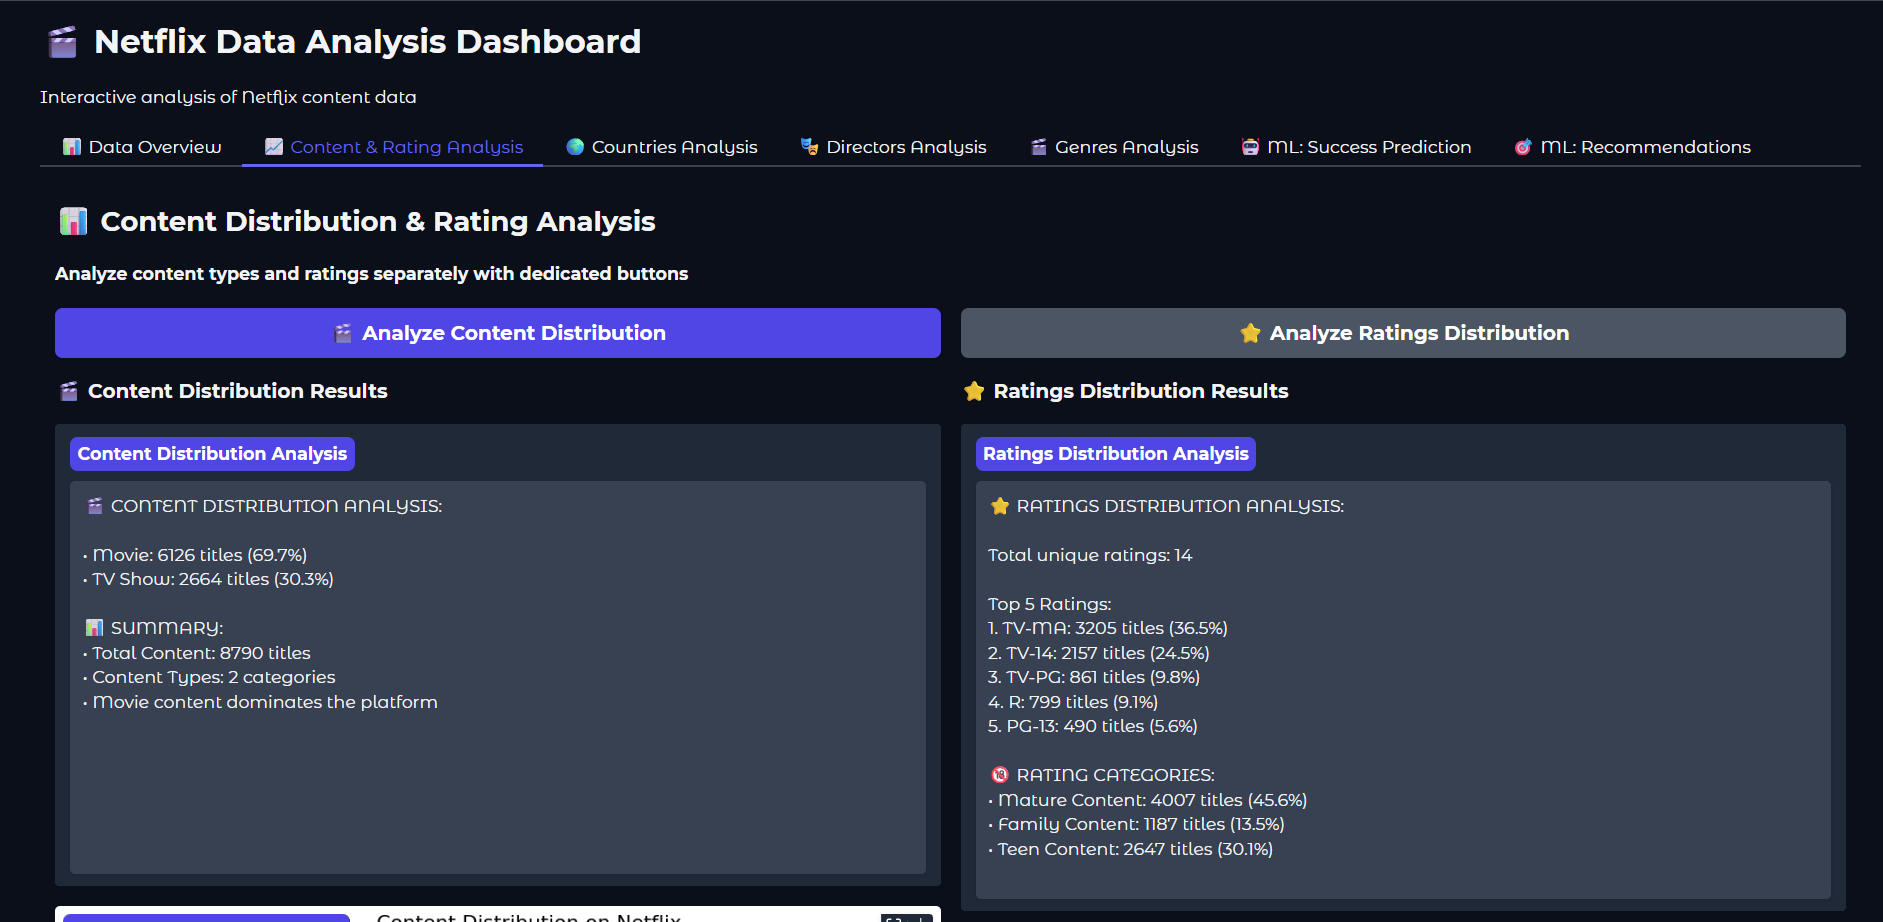 Netflix Data Analysis Dashboard
Interactive analysis of Netflix content data
Data Overview
Content & Rating Analysis
Countries Analysis
Directors Analysis
Genres Analysis
ML: Success Prediction
ML: Recommendations
Content Distribution & Rating Analysis
Analyze content types and ratings separately with dedicated buttons
Analyze Content Distribution
Analyze Ratings Distribution
Content Distribution Results
Content Distribution Analysis
CONTENT DISTRIBUTION ANALYSIS:
• Movie: 6126 titles (69.7%)
• TV Show: 2664 titles (30.3%)
SUMMARY:
• Total Content: 8790 titles
• Content Types: 2 categories
• Movie content dominates the platform
Ratings Distribution Results
Ratings Distribution Analysis
RATINGS DISTRIBUTION ANALYSIS:
Total unique ratings: 14
Top 5 Ratings:
1. TV-MA: 3205 titles (36.5%)
2. TV-14: 2157 titles (24.5%)
3. TV-PG: 861 titles (9.8%)
4. R: 799 titles (9.1%)
5. PG-13: 490 titles (5.6%)
RATING CATEGORIES:
• Mature Content: 4007 titles (45.6%)
• Family Content: 1187 titles (13.5%)
• Teen Content: 2647 titles (30.1%)
Content Distribution on Netflix